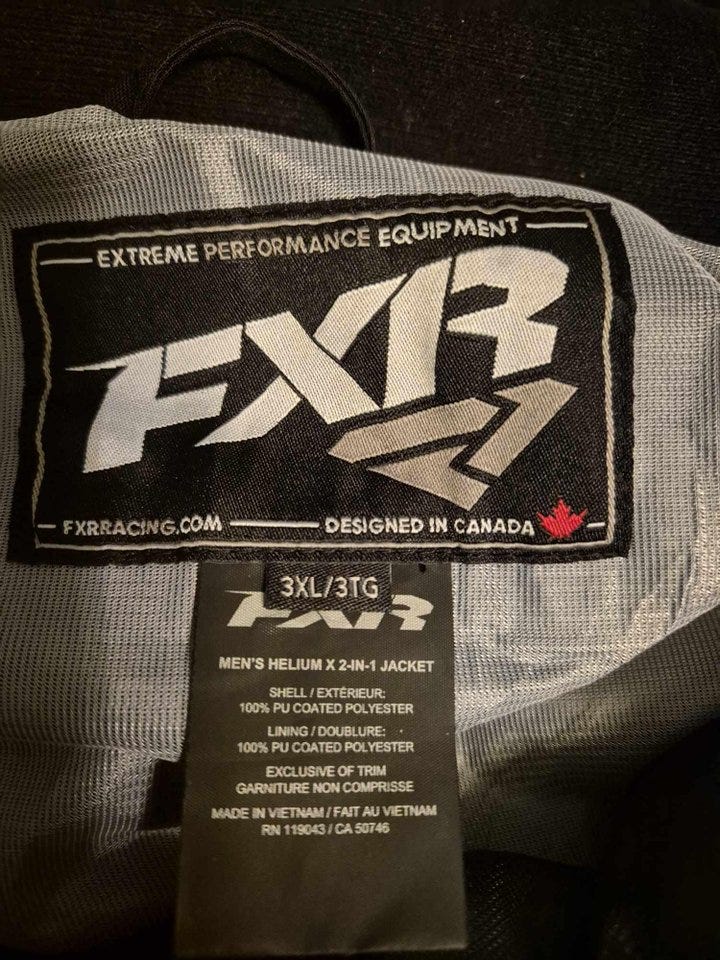 EXTREME PERFORMANCE EQUIPMENT
FXR
FXRRACING.COM
DESIGNED IN CANADA
3XL/3TG
FXR
MEN'S HELIUM X 2-IN-1 JACKET
SHELL / EXTÉRIEUR:
100% PU COATED POLYESTER
LINING / DOUBLURE:
100% PU COATED POLYESTER
EXCLUSIVE OF TRIM
GARNITURE NON COMPRISE
MADE IN VIETNAM / FAIT AU VIETNAM
RN 119043 / CA 50746